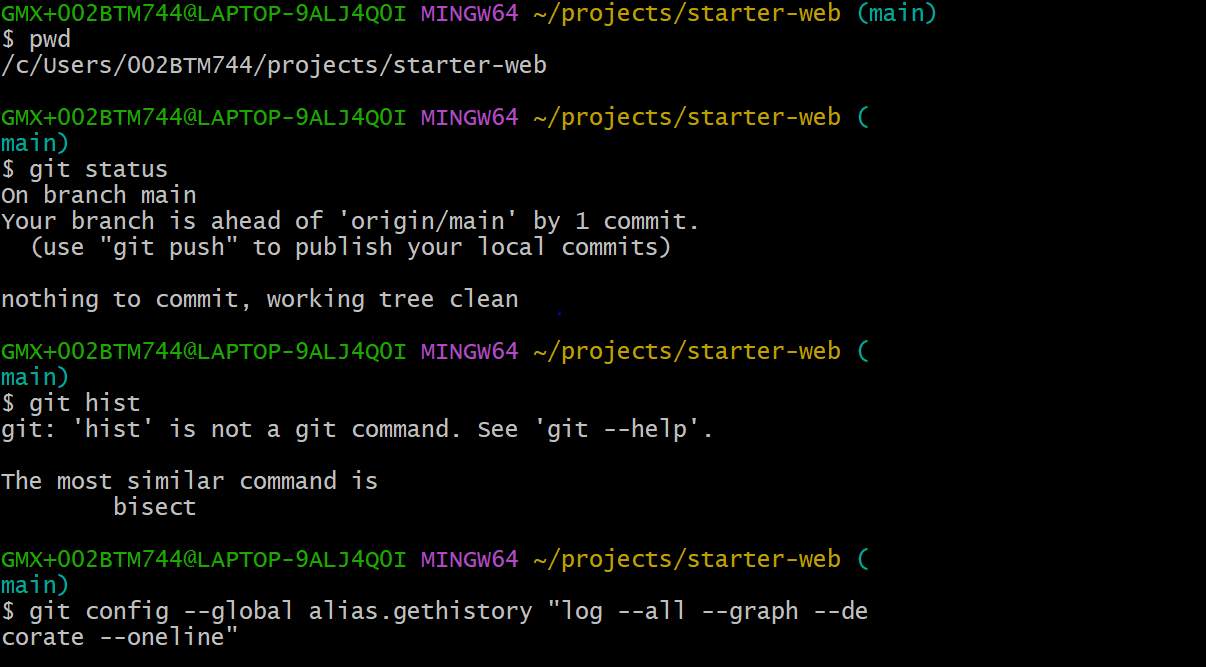 GMX+002BTM744@LAPTOP-9ALJ4Q0I MINGW64 ~/projects/starter-web (main)
$ pwd
/c/Users/002BTM744/projects/starter-web
GMX+002BTM744@LAPTOP-9ALJ4Q0I MINGW64 ~/projects/starter-web (
main)
$ git status
On branch main
Your branch is ahead of 'origin/main' by 1 commit.
  (use "git push" to publish your local commits)
nothing to commit, working tree clean
GMX+002BTM744@LAPTOP-9ALJ4Q0I MINGW64 ~/projects/starter-web (
main)
$ git hist
git: 'hist' is not a git command. See 'git --help'.
The most similar command is
        bisect
GMX+002BTM744@LAPTOP-9ALJ4Q0I MINGW64 ~/projects/starter-web (
main)
$ git config --global alias.gethistory "log --all --graph --de
corate --oneline"